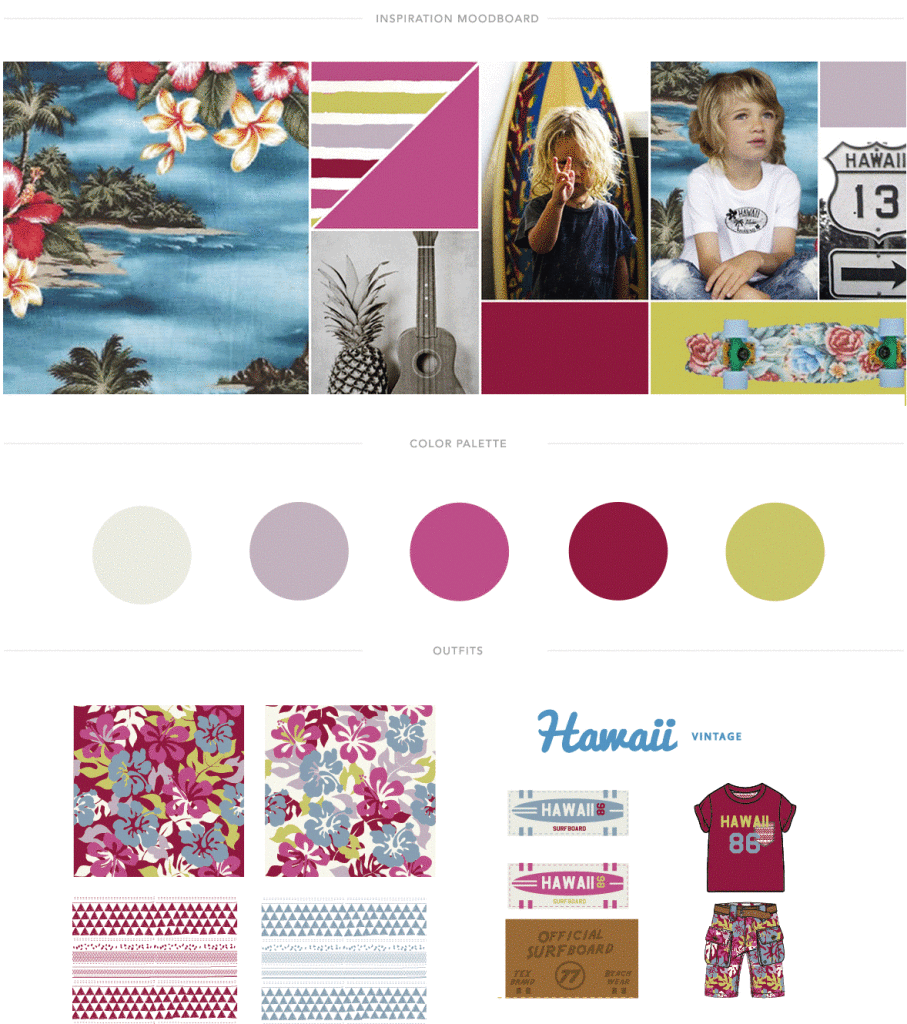 INSPIRATION MOODBOARD
HAWAII
HAWAII
13
COLOR PALETTE
OUTFITS
Hawaii VINTAGE
HAWAII 86
SURFBOARD
HAWAII 86
SURFBOARD
OFFICIAL
SURFBOARD
TEX BEACH
BRAND 77 WEAR
HAWAII
86